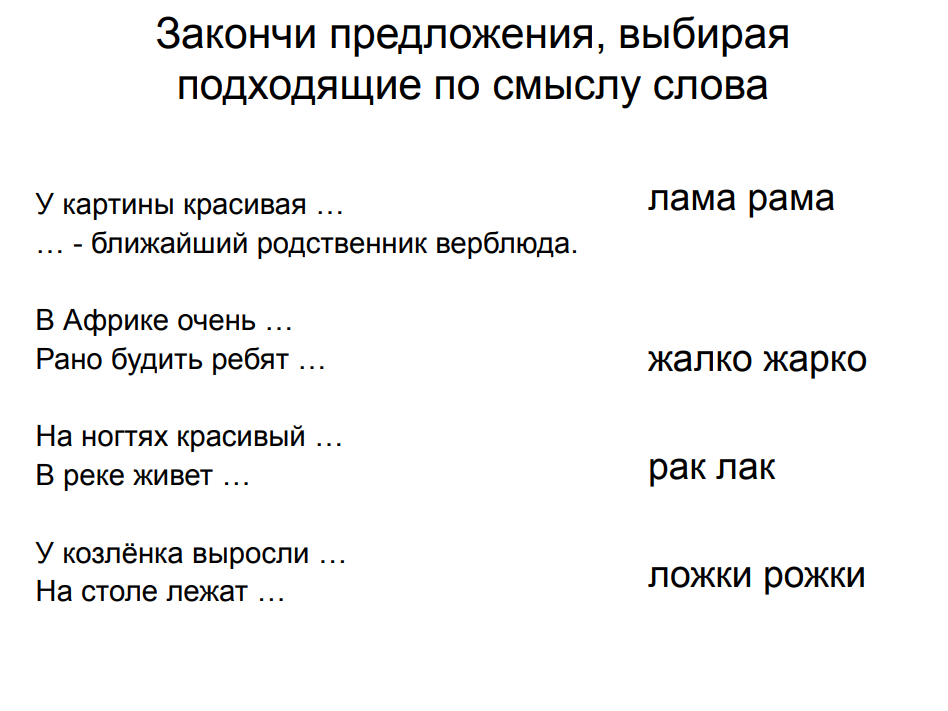 Закончи предложения, выбирая
подходящие по смыслу слова
У картины красивая …
… - ближайший родственник верблюда.
лама рама
В Африке очень …
Рано будить ребят …
жалко жарко
На ногтях красивый …
В реке живет …
рак лак
У козлёнка выросли …
На столе лежат …
ложки рожки